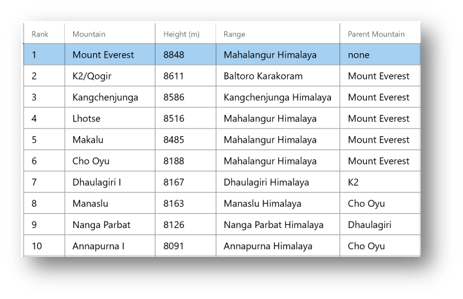 Rank Mountain Height (m) Range Parent Mountain
1 Mount Everest 8848 Mahalangur Himalaya none
2 K2/Qogir 8611 Baltoro Karakoram Mount Everest
3 Kangchenjunga 8586 Kangchenjunga Himalaya Mount Everest
4 Lhotse 8516 Mahalangur Himalaya Mount Everest
5 Makalu 8485 Mahalangur Himalaya Mount Everest
6 Cho Oyu 8188 Mahalangur Himalaya Mount Everest
7 Dhaulagiri I 8167 Dhaulagiri Himalaya K2
8 Manaslu 8163 Manaslu Himalaya Cho Oyu
9 Nanga Parbat 8126 Nanga Parbat Himalaya Dhaulagiri
10 Annapurna I 8091 Annapurna Himalaya Cho Oyu